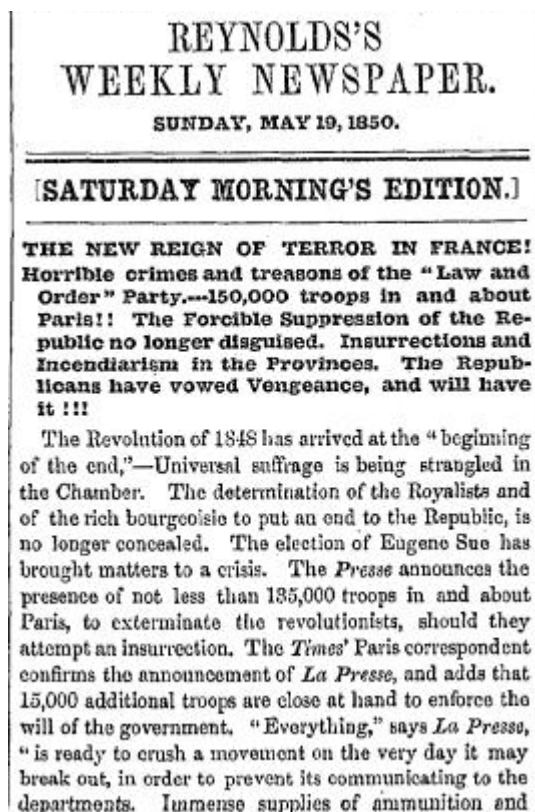 REYNOLDS'S
WEEKLY NEWSPAPER.
SUNDAY, MAY 19, 1850.
[SATURDAY MORNING'S EDITION.]
THE NEW REIGN OF TERROR IN FRANCE!
Horrible crimes and treasons of the "Law and
Order" Party.—150,000 troops in and about
Paris!! The Forcible Suppression of the Re-
public no longer disguised. Insurrections and
Incendiarism in the Provinces. The Repub-
licans have vowed Vengeance, and will have
it !!!
The Revolution of 1848 has arrived at the "beginning
of the end,"—Universal suffrage is being strangled in
the Chamber. The determination of the Royalists and
of the rich bourgeoisie to put an end to the Republic, is
no longer concealed. The election of Eugene Sue has
brought matters to a crisis. The Presse announces the
presence of not less than 135,000 troops in and about
Paris, to exterminate the revolutionists, should they
attempt an insurrection. The Times' Paris correspondent
confirms the announcement of La Presse, and adds that
15,000 additional troops are close at hand to enforce the
will of the government. "Everything," says La Presse,
"is ready to crush a movement on the very day it may
break out, in order to prevent its communicating to the
departments. Immense supplies of ammunition and